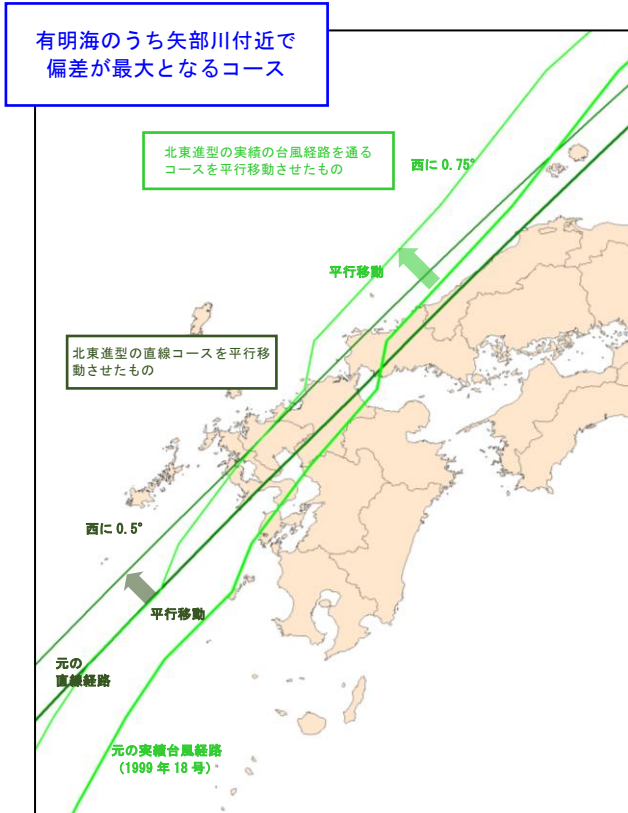 有明海のうち矢部川付近で
偏差が最大となるコース
北東進型の実績の台風経路を通る
コースを平行移動させたもの
西に 0.75°
平行移動
北東進型の直線コースを平行移
動させたもの
西に 0.5°
平行移動
元の
直線経路
元の実績台風経路
（1999 年 18 号）